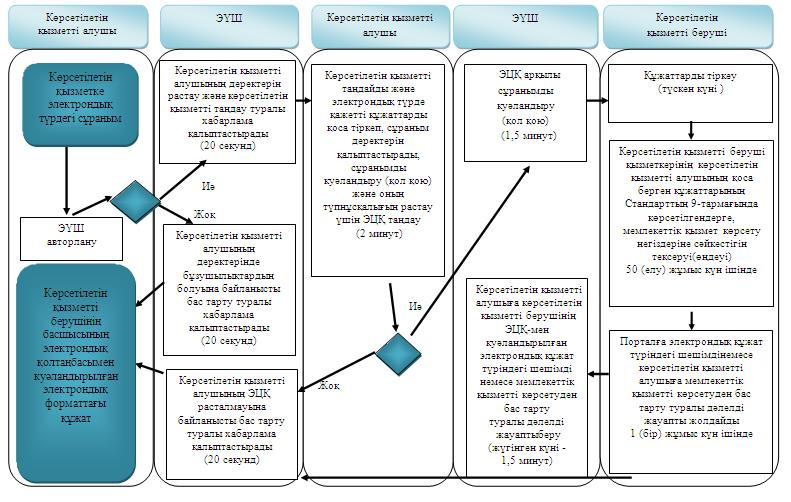 Көрсетілетін
қызметті алушы
ЭҮШ
Көрсетілетін қызметті
алушы
ЭҮШ
Көрсетілетін
қызметті беруші
Көрсетілетін
қызметке
электрондық
түрдегі сұраным
ЭҮШ
авторлану
Көрсетілетін
қызметті
берушінің
басшысының
электрондық
қолтаңбасымен
куәландырылған
электрондық
форматтағы
құжат
Көрсетілетін қызметті
алушының деректерін
растау және көрсетілетін
қызметті таңдау туралы
хабарлама
қалыптастырады
(20 секунд)
Иә
Жоқ
Көрсетілетін қызметті
алушының
деректерінде
бұзушылықтардың
болуына байланысты
бас тарту туралы
хабарлама
қалыптастырады
(20 секунд)
Көрсетілетін қызметті
алушының ЭЦҚ
расталмауына
байланысты бас тарту
туралы хабарлама
қалыптастырады
(20 секунд)
Көрсетілетін қызметті
таңдайды және
электрондық түрде
қажетті құжаттарды
қоса тіркеп, сұраным
деректерін
қалыптастырады,
сұранымды
куәландыру (қол қою)
және оның
түпнұсқалығын растау
үшін ЭЦҚ таңдау
(2 минут)
Иә
Жоқ
ЭЦҚ арқылы
сұранымды
куәландыру
(қол қою)
(1,5 минут)
Көрсетілетін қызметті
алушыға көрсетілетін
қызметті берушінің
ЭЦҚ-мен
куәландырылған
электрондық құжат
түріндегі шешімді
немесе мемлекеттік
қызметті көрсетуден
бас тарту
туралы дәлелді
жауаптыберу
(жүгінген күні -
1,5 минут)
Құжаттарды тіркеу
(түскен күні )
Көрсетілетін қызметті беруші
қызметкерінің көрсетілетін
қызметті алушының қоса
берген құжаттарының
Стандарттың 9-тармағында
көрсетілгендерге,
мемлекеттік қызмет көрсету
негіздеріне сәйкестігін
тексеруі(өңдеуі)
50 (елу) жұмыс күн ішінде
Порталға электрондық құжат
түріндегі шешімдінемесе
көрсетілетін қызметті
алушыға мемлекеттік
қызметті көрсетуден бас
тарту туралы дәлелді
жауапты жолдайды
1 (бір) жұмыс күн ішінде